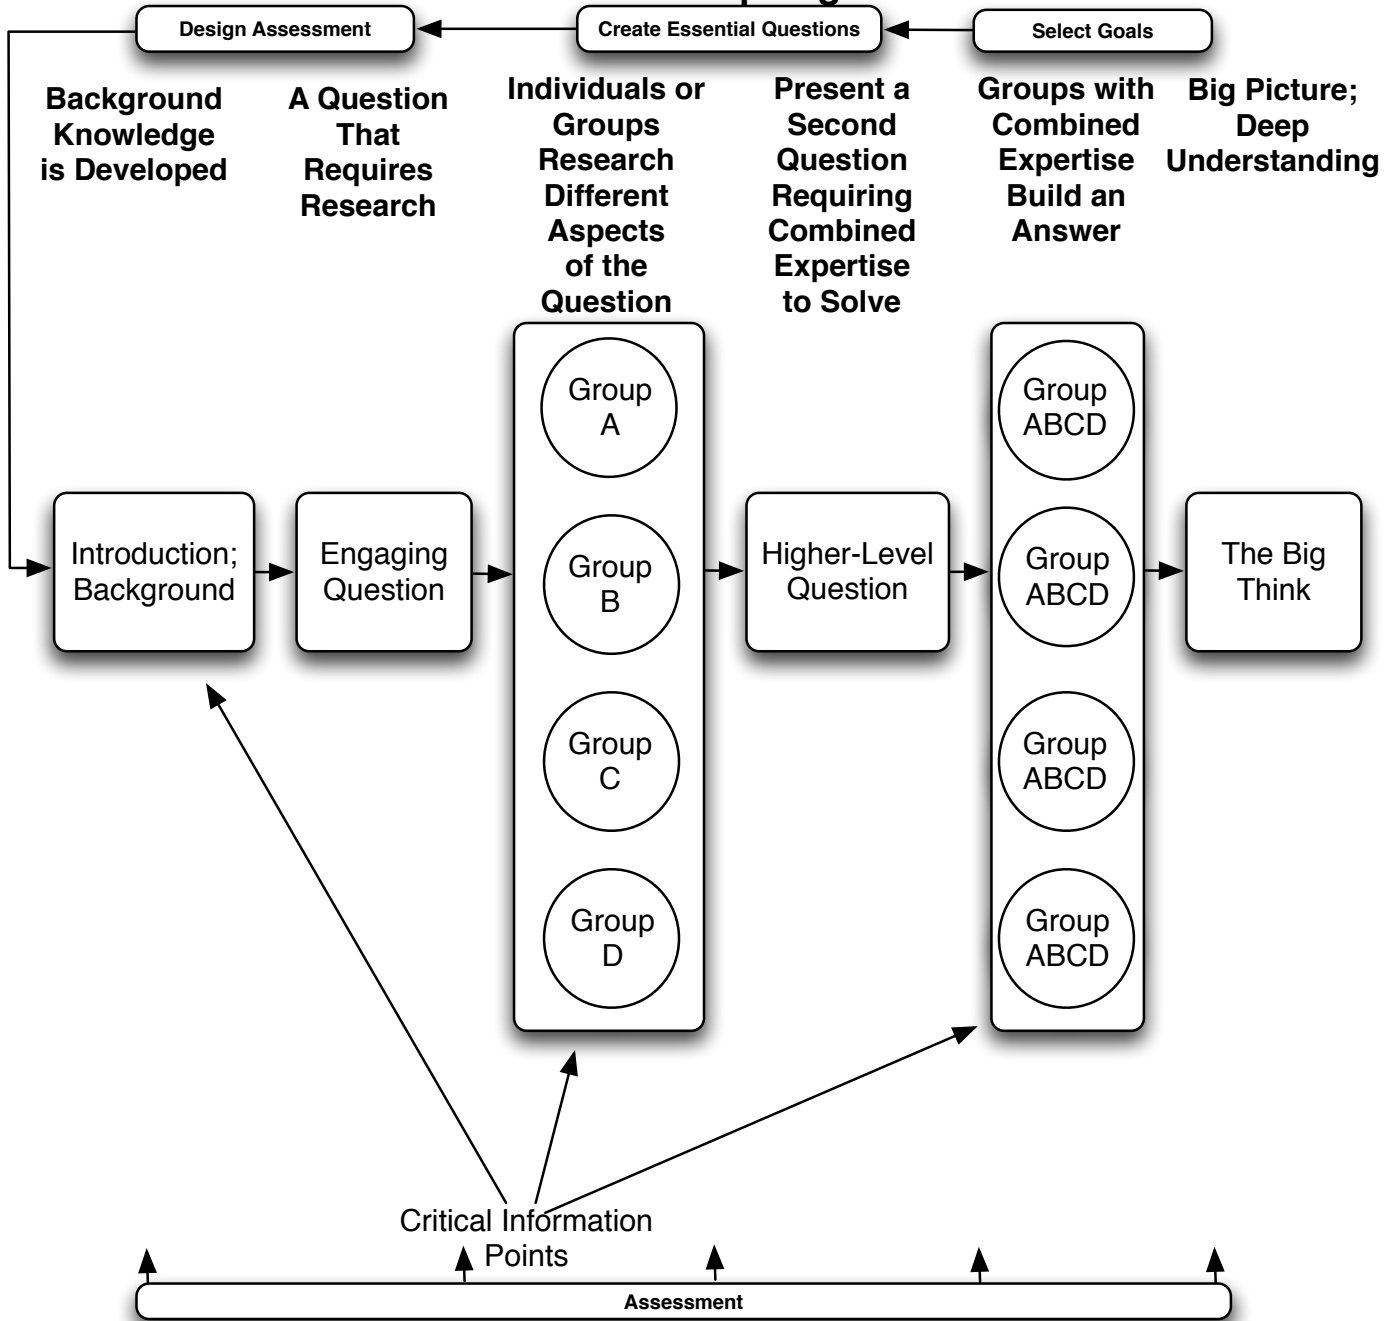 Design Assessment
Create Essential Questions
Select Goals
Background
Knowledge
is Developed
A Question
That
Requires
Research
Individuals or
Groups
Research
Different
Aspects
of the
Question
Present a
Second
Question
Requiring
Combined
Expertise
to Solve
Groups with
Combined
Expertise
Build an
Answer
Big Picture;
Deep
Understanding
Introduction;
Background
Engaging
Question
Group
A
Group
B
Group
C
Group
D
Higher-Level
Question
Group
ABCD
Group
ABCD
Group
ABCD
Group
ABCD
The Big
Think
Critical Information
Points
Assessment